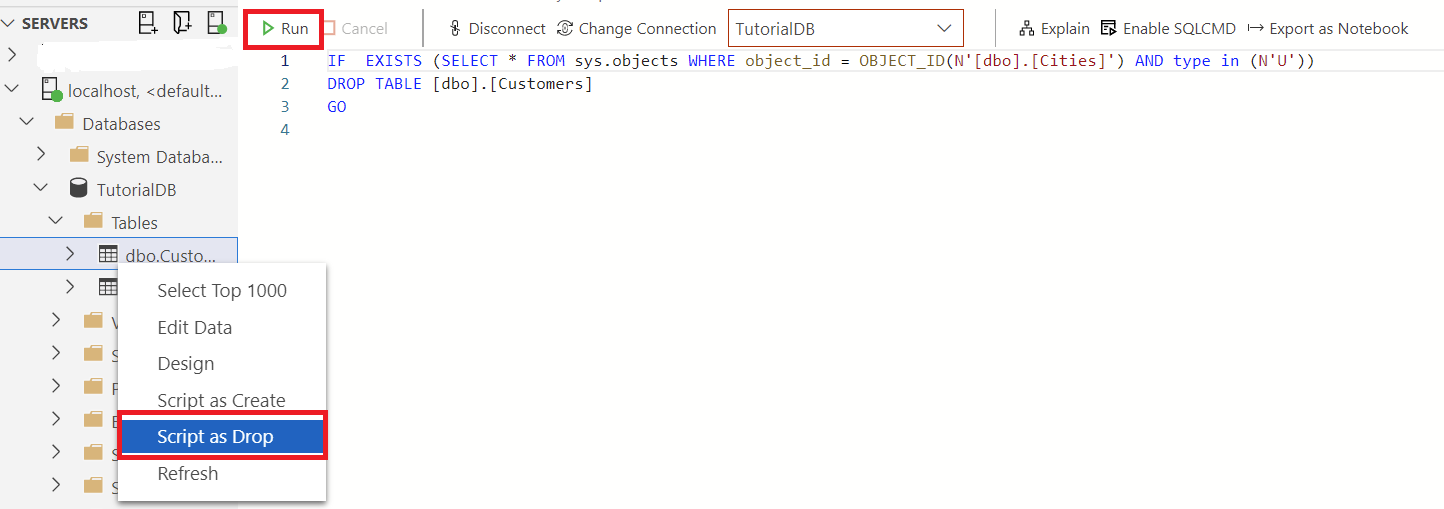 SERVERS
localhost, <default...
Databases
System Databa...
TutorialDB
Tables
dbo.Custo...
Select Top 1000
Edit Data
Design
Script as Create
Script as Drop
Refresh
Run Cancel Disconnect Change Connection TutorialDB Explain Enable SQLCMD Export as Notebook
1 IF  EXISTS (SELECT * FROM sys.objects WHERE object_id = OBJECT_ID(N'[dbo].[Cities]') AND type in (N'U'))
2 DROP TABLE [dbo].[Customers]
3 GO
4